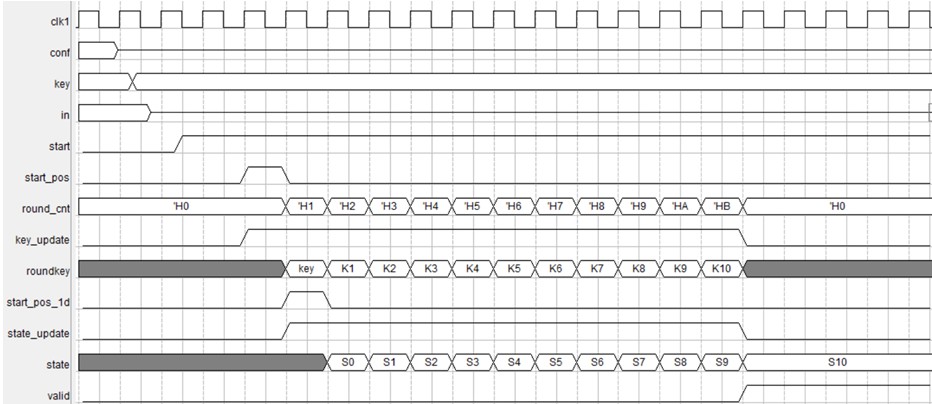 clk1
conf
key
in
start
start_pos
round_cnt 'H0 'H1 'H2 'H3 'H4 'H5 'H6 'H7 'H8 'H9 'HA 'HB 'H0
key_update
roundkey key K1 K2 K3 K4 K5 K6 K7 K8 K9 K10
start_pos_1d
state_update
state S0 S1 S2 S3 S4 S5 S6 S7 S8 S9 S10
valid